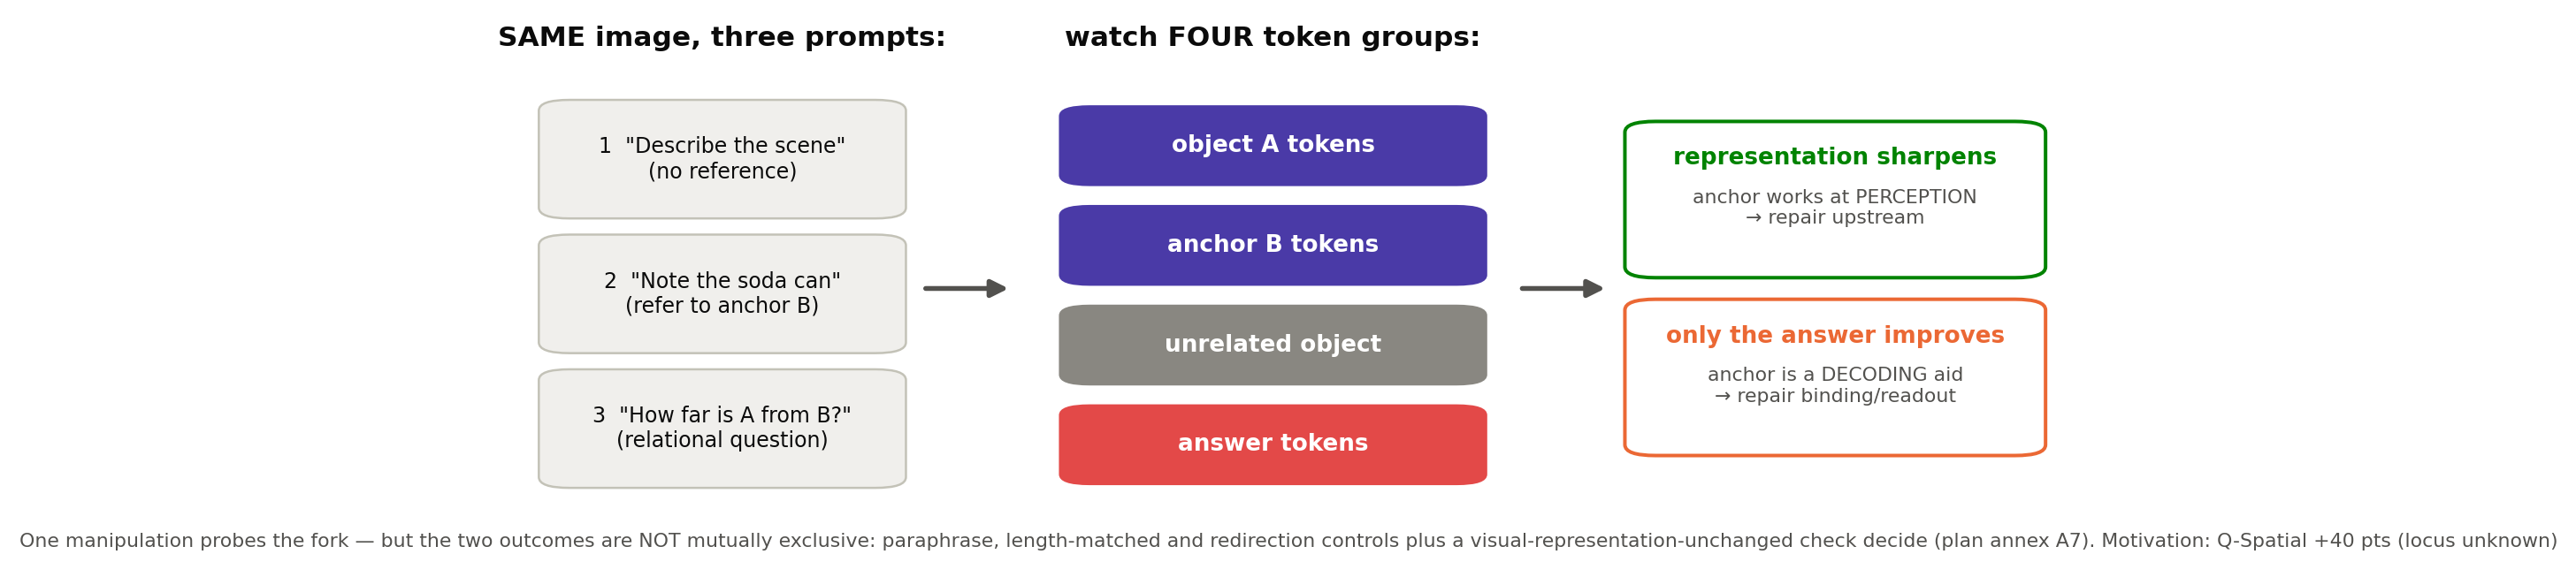 SAME image, three prompts:
watch FOUR token groups:
1 "Describe the scene"
(no reference)
2 "Note the soda can"
(refer to anchor B)
3 "How far is A from B?"
(relational question)
object A tokens
anchor B tokens
unrelated object
answer tokens
representation sharpens
anchor works at PERCEPTION
→ repair upstream
only the answer improves
anchor is a DECODING aid
→ repair binding/readout
One manipulation probes the fork — but the two outcomes are NOT mutually exclusive: paraphrase, length-matched and redirection controls plus a visual-representation-unchanged check decide (plan annex A7). Motivation: Q-Spatial +40 pts (locus unknown)